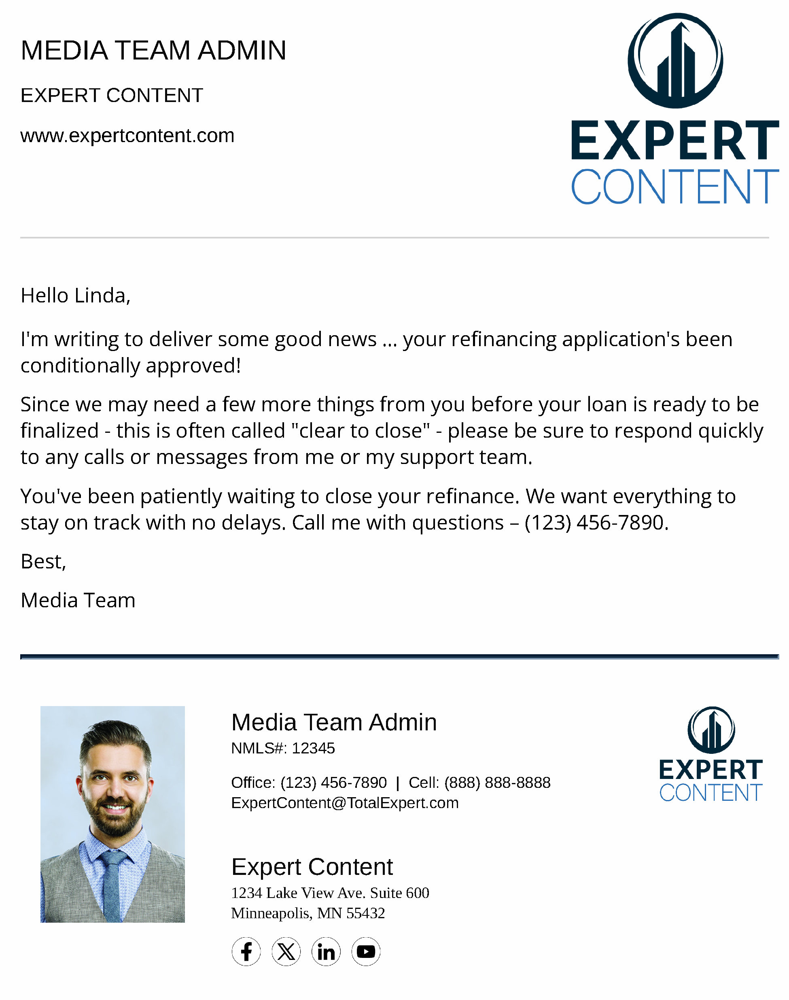 MEDIA TEAM ADMIN
EXPERT CONTENT
www.expertcontent.com
EXPERT
CONTENT
Hello Linda,
I'm writing to deliver some good news ... your refinancing application's been
conditionally approved!
Since we may need a few more things from you before your loan is ready to be
finalized - this is often called "clear to close" - please be sure to respond quickly
to any calls or messages from me or my support team.
You've been patiently waiting to close your refinance. We want everything to
stay on track with no delays. Call me with questions – (123) 456-7890.
Best,
Media Team
Media Team Admin
NMLS#: 12345
Office: (123) 456-7890 | Cell: (888) 888-8888
ExpertContent@TotalExpert.com
EXPERT
CONTENT
Expert Content
1234 Lake View Ave. Suite 600
Minneapolis, MN 55432